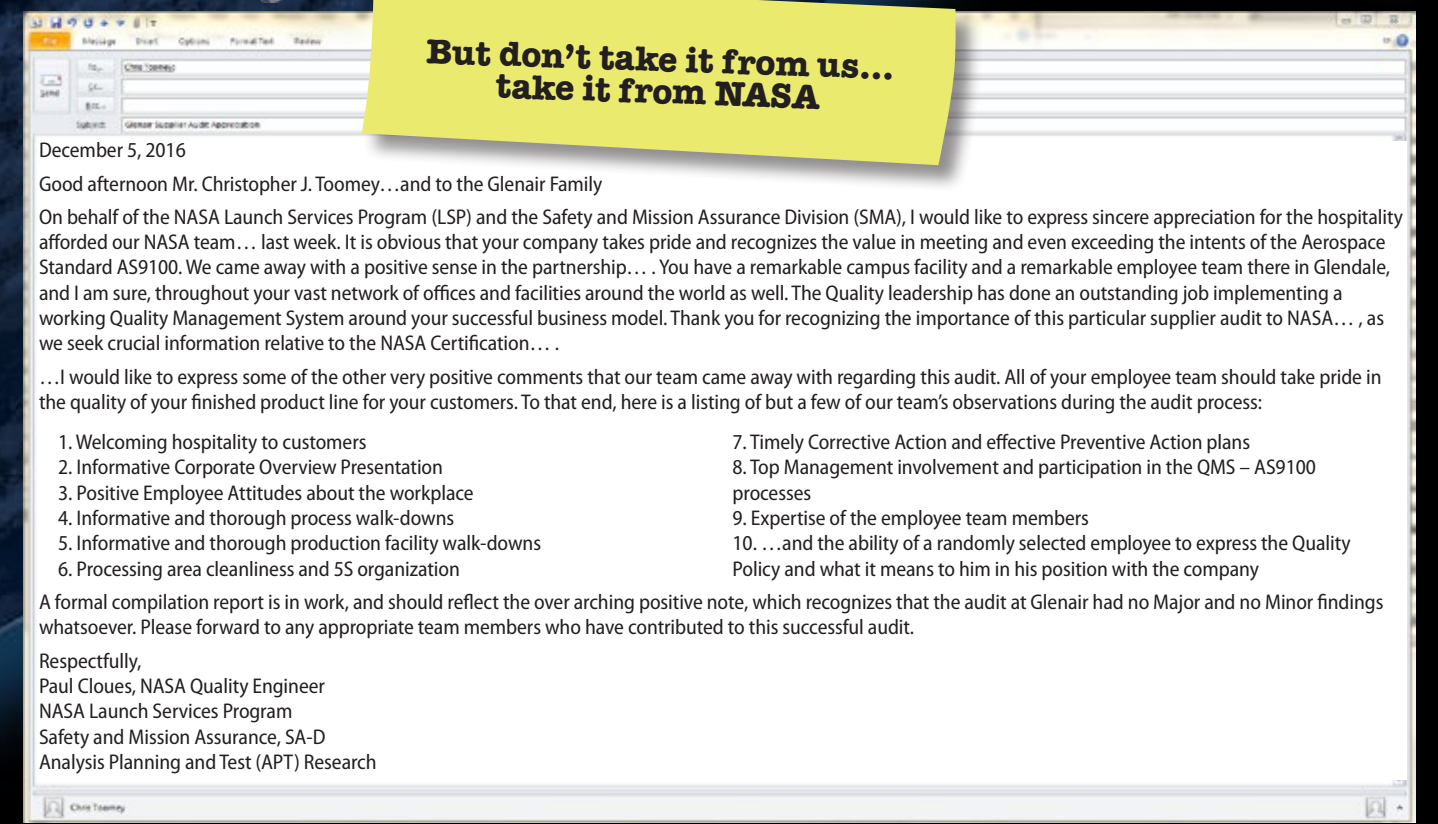 File Message Insert Options Format Text Review
But don’t take it from us…
take it from NASA
To... Chris Toomey
Send
Cc...
Bcc...
Subject: Glenair Supplier Audit Appreciation
December 5, 2016
Good afternoon Mr. Christopher J. Toomey…and to the Glenair Family
On behalf of the NASA Launch Services Program (LSP) and the Safety and Mission Assurance Division (SMA), I would like to express sincere appreciation for the hospitality
afforded our NASA team… last week. It is obvious that your company takes pride and recognizes the value in meeting and even exceeding the intents of the Aerospace
Standard AS9100. We came away with a positive sense in the partnership… . You have a remarkable campus facility and a remarkable employee team there in Glendale,
and I am sure, throughout your vast network of offices and facilities around the world as well. The Quality leadership has done an outstanding job implementing a
working Quality Management System around your successful business model. Thank you for recognizing the importance of this particular supplier audit to NASA… , as
we seek crucial information relative to the NASA Certification… .
…I would like to express some of the other very positive comments that our team came away with regarding this audit. All of your employee team should take pride in
the quality of your finished product line for your customers. To that end, here is a listing of but a few of our team’s observations during the audit process:
1. Welcoming hospitality to customers
2. Informative Corporate Overview Presentation
3. Positive Employee Attitudes about the workplace
4. Informative and thorough process walk-downs
5. Informative and thorough production facility walk-downs
6. Processing area cleanliness and 5S organization
7. Timely Corrective Action and effective Preventive Action plans
8. Top Management involvement and participation in the QMS – AS9100
processes
9. Expertise of the employee team members
10. …and the ability of a randomly selected employee to express the Quality
Policy and what it means to him in his position with the company
A formal compilation report is in work, and should reflect the over arching positive note, which recognizes that the audit at Glenair had no Major and no Minor findings
whatsoever. Please forward to any appropriate team members who have contributed to this successful audit.
Respectfully,
Paul Cloues, NASA Quality Engineer
NASA Launch Services Program
Safety and Mission Assurance, SA-D
Analysis Planning and Test (APT) Research
Chris Toomey